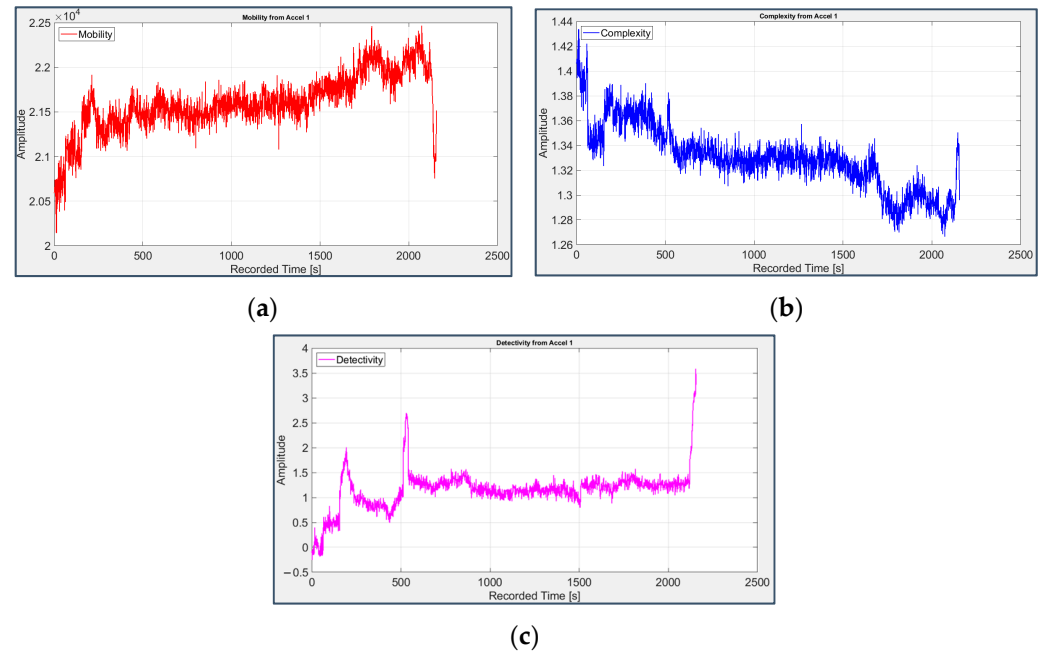 Mobility from Accel 1
×10⁴
Mobility
2.25
2.2
2.15
2.1
2.05
2
Amplitude
0 500 1000 1500 2000 2500
Recorded Time [s]
(a)
Complexity from Accel 1
Complexity
1.44
1.4
1.38
1.36
1.34
1.32
1.3
1.28
1.26
Amplitude
0 500 1000 1500 2000 2500
Recorded Time [s]
(b)
Detectivity from Accel 1
Detectivity
4
3.5
3
2.5
2
1.5
1
0.5
0
−0.5
Amplitude
0 500 1000 1500 2000 2500
Recorded Time [s]
(c)